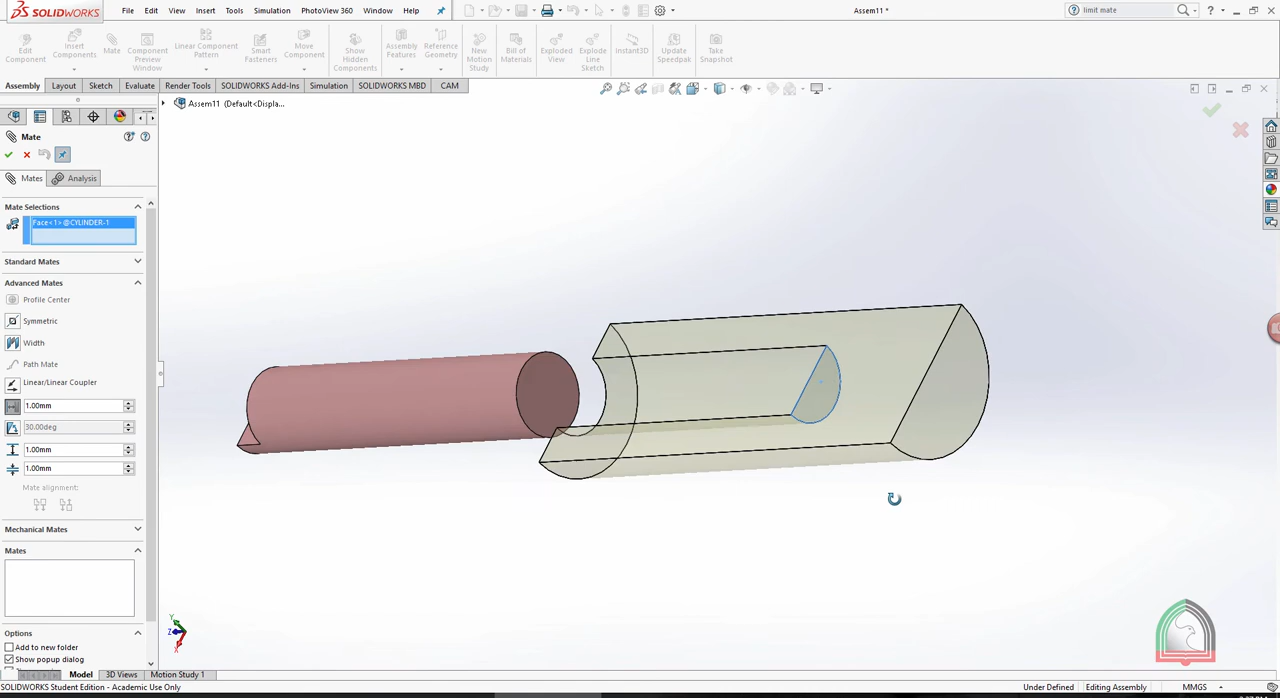 SOLIDWORKS
File Edit View Insert Tools Simulation PhotoView 360 Window Help
Assem11 *
limit mate
Edit Component
Insert Components
Mate
Component Preview Window
Linear Component Pattern
Smart Fasteners
Move Component
Show Hidden Components
Assembly Features
Reference Geometry
New Motion Study
Bill of Materials
Exploded View
Explode Line Sketch
Instant3D
Update Speedpak
Take Snapshot
Assembly Layout Sketch Evaluate Render Tools SOLIDWORKS Add-Ins Simulation SOLIDWORKS MBD CAM
Assem11 (Default<Displa...
Mate
Mates Analysis
Mate Selections
Face<1>@CYLINDER-1
Standard Mates
Advanced Mates
Profile Center
Symmetric
Width
Path Mate
Linear/Linear Coupler
1.00mm
30.00deg
1.00mm
1.00mm
Mate alignment:
Mechanical Mates
Mates
Options
Add to new folder
Show popup dialog
Y
Z
X
Model 3D Views Motion Study 1
SOLIDWORKS Student Edition - Academic Use Only
Under Defined Editing Assembly MMGS